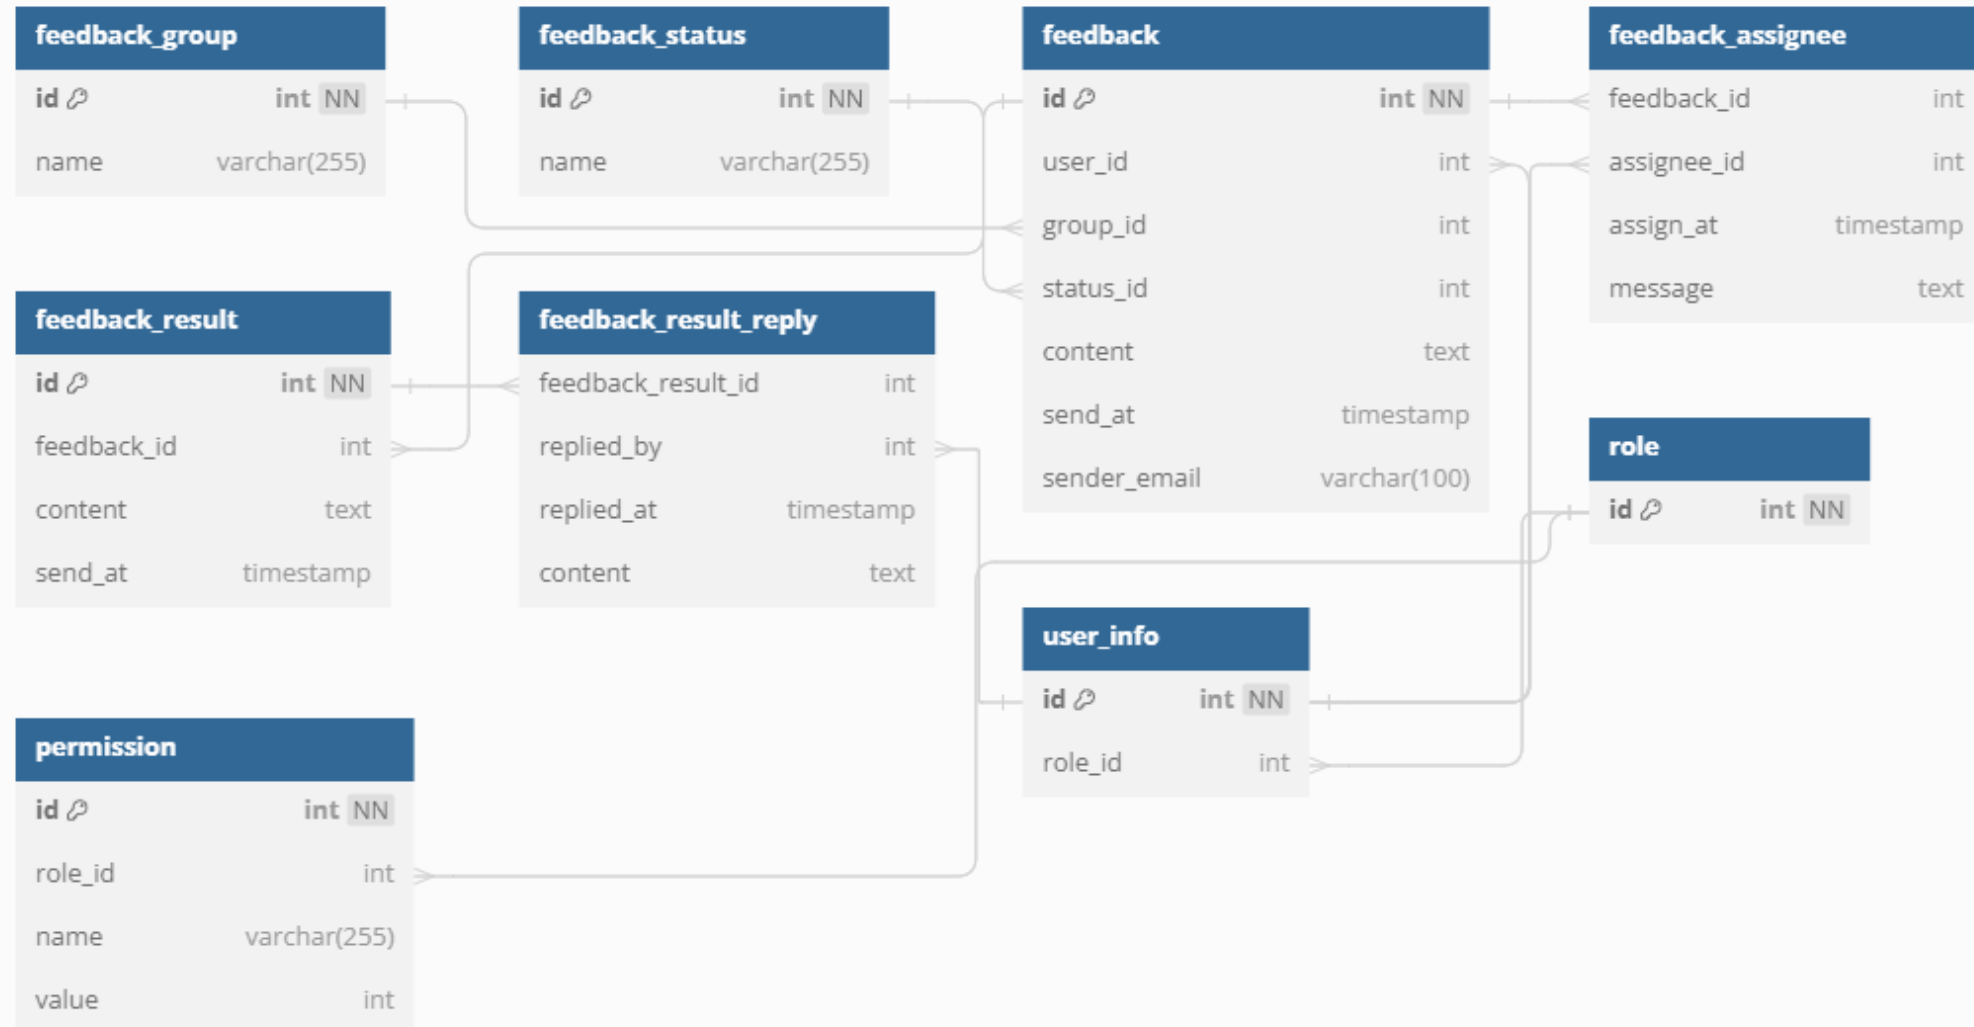 feedback_group
id int NN
name varchar(255)
feedback_status
id int NN
name varchar(255)
feedback
id int NN
user_id int
group_id int
status_id int
content text
send_at timestamp
sender_email varchar(100)
feedback_assignee
feedback_id int
assignee_id int
assign_at timestamp
message text
feedback_result
id int NN
feedback_id int
content text
send_at timestamp
feedback_result_reply
feedback_result_id int
replied_by int
replied_at timestamp
content text
role
id int NN
user_info
id int NN
role_id int
permission
id int NN
role_id int
name varchar(255)
value int